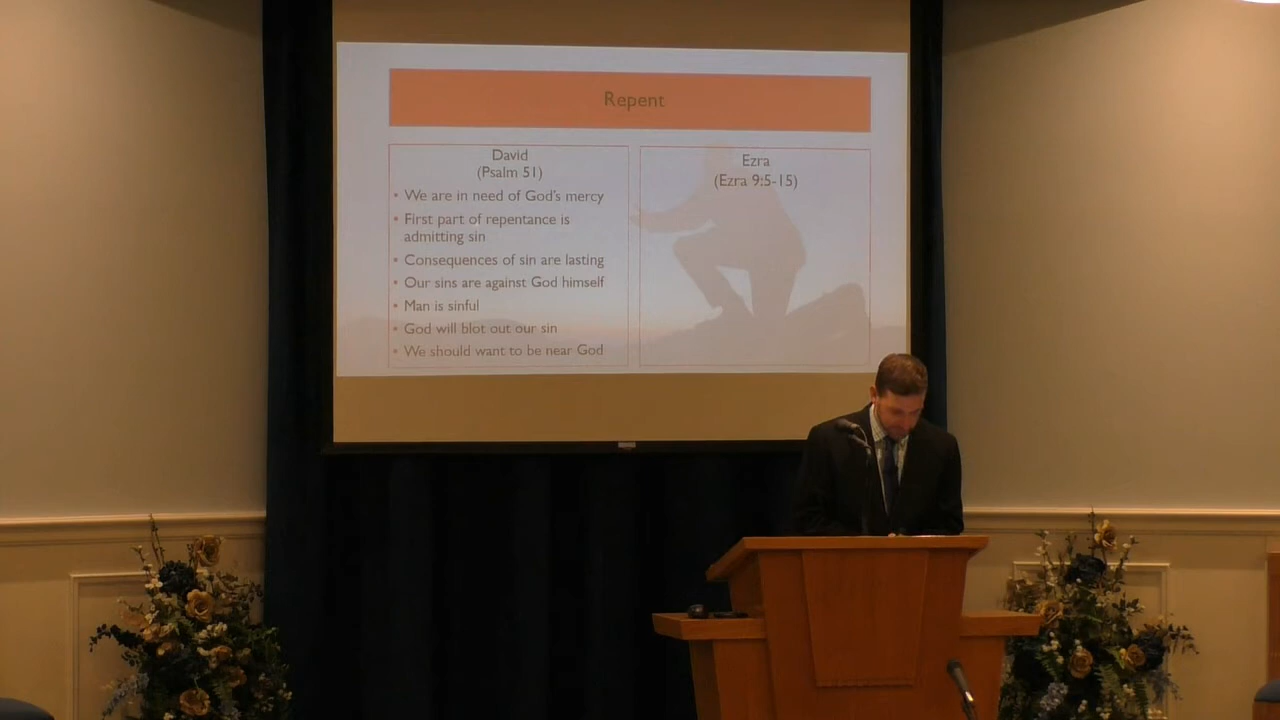 Repent
David
(Psalm 51)
• We are in need of God's mercy
• First part of repentance is
admitting sin
• Consequences of sin are lasting
• Our sins are against God himself
• Man is sinful
• God will blot out our sin
• We should want to be near God
Ezra
(Ezra 9:5-15)